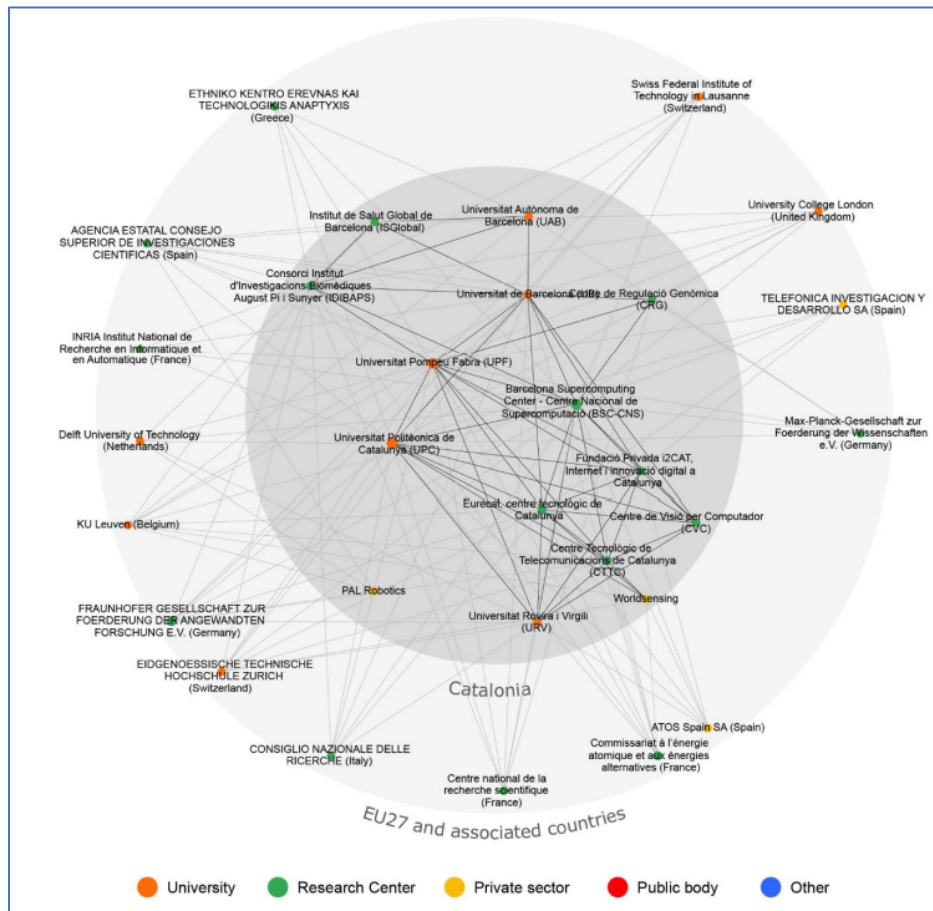 ETHNIKO KENTRO EREVNAS KAI
TECHNOLOGIKIS ANAPTYXIS
(Greece)
Swiss Federal Institute of
Technology in Lausanne
(Switzerland)
Institut de Salut Global de
Barcelona (ISGlobal)
Universitat Autònoma de
Barcelona (UAB)
University College London
(United Kingdom)
AGENCIA ESTATAL CONSEJO
SUPERIOR DE INVESTIGACIONES
CIENTIFICAS (Spain)
Consorci Institut
d'Investigacions Biomèdiques
August Pi i Sunyer (IDIBAPS)
Universitat de Barcelona (UB)
Centre de Regulació Genòmica
(CRG)
TELEFONICA INVESTIGACION Y
DESARROLLO SA (Spain)
INRIA Institut National de
Recherche en Informatique et
en Automatique (France)
Universitat Pompeu Fabra (UPF)
Barcelona Supercomputing
Center - Centre Nacional de
Supercomputació (BSC-CNS)
Max-Planck-Gesellschaft zur
Foerderung der Wissenschaften
e.V. (Germany)
Delft University of Technology
(Netherlands)
Universitat Politècnica de
Catalunya (UPC)
Fundació Privada i2CAT,
Internet i innovació digital a
Catalunya
Eurecat, centre tecnològic de
Catalunya
KU Leuven (Belgium)
Centre de Visió per Computador
(CVC)
Centre Tecnològic de
Telecomunicacions de Catalunya
(CTTC)
PAL Robotics
Worldsensing
FRAUNHOFER GESELLSCHAFT ZUR
FOERDERUNG DER ANGEWANDTEN
FORSCHUNG E.V. (Germany)
Universitat Rovira i Virgili
(URV)
EIDGENOESSISCHE TECHNISCHE
HOCHSCHULE ZURICH
(Switzerland)
Catalonia
ATOS Spain SA (Spain)
CONSIGLIO NAZIONALE DELLE
RICERCHE (Italy)
Commissariat à l'énergie
atomique et aux énergies
alternatives (France)
Centre national de la
recherche scientifique
(France)
EU27 and associated countries
University
Research Center
Private sector
Public body
Other